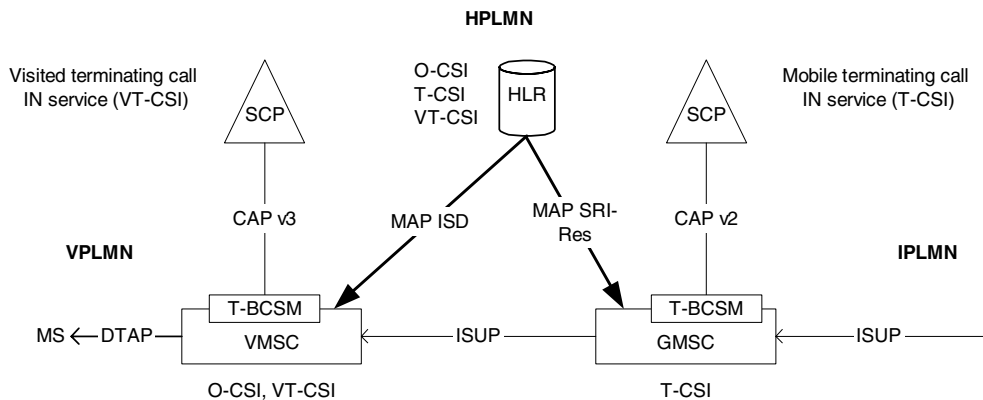 HPLMN
Visited terminating call
IN service (VT-CSI)
SCP
O-CSI
T-CSI
VT-CSI
HLR
SCP
Mobile terminating call
IN service (T-CSI)
CAP v3
MAP ISD
MAP SRI-
Res
CAP v2
VPLMN
IPLMN
T-BCSM
T-BCSM
MS
DTAP
VMSC
ISUP
GMSC
ISUP
O-CSI, VT-CSI
T-CSI